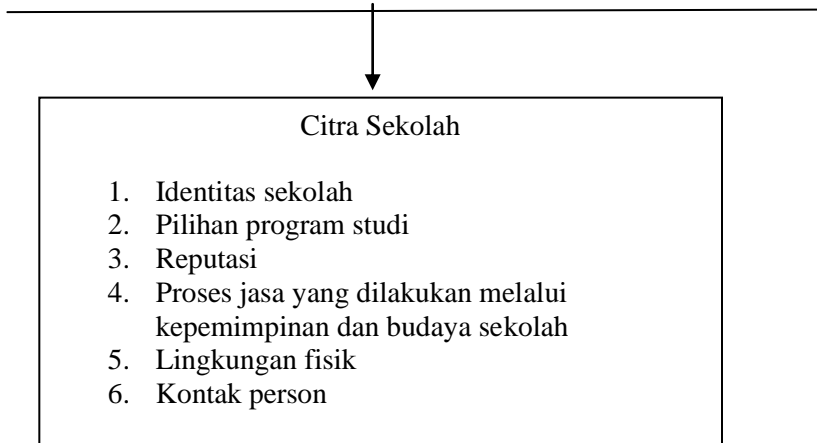 Citra Sekolah
1. Identitas sekolah
2. Pilihan program studi
3. Reputasi
4. Proses jasa yang dilakukan melalui
kepemimpinan dan budaya sekolah
5. Lingkungan fisik
6. Kontak person